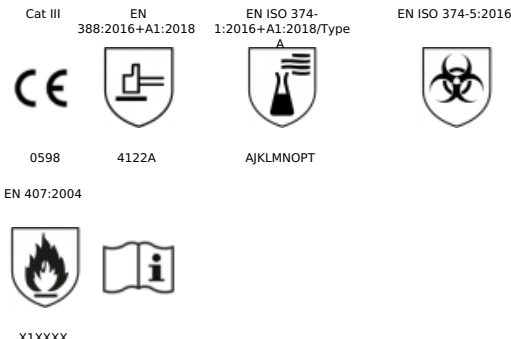 Cat III
EN
388:2016+A1:2018
EN ISO 374-
1:2016+A1:2018/Type
A
EN ISO 374-5:2016
CE
i
0598
4122A
AJKLMNOPT
EN 407:2004
X1XXXX